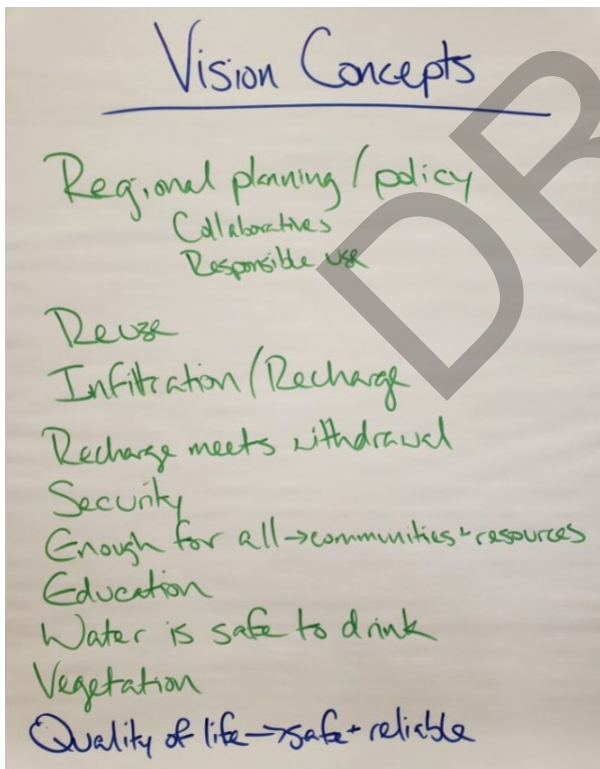 Vision Concepts
Regional planning / policy
Collaboratives
Responsible use
Reuse
Infiltration / Recharge
Recharge meets withdrawal
Security
Enough for all → communities + resources
Education
Water is safe to drink
Vegetation
Quality of life → safe + reliable
DR